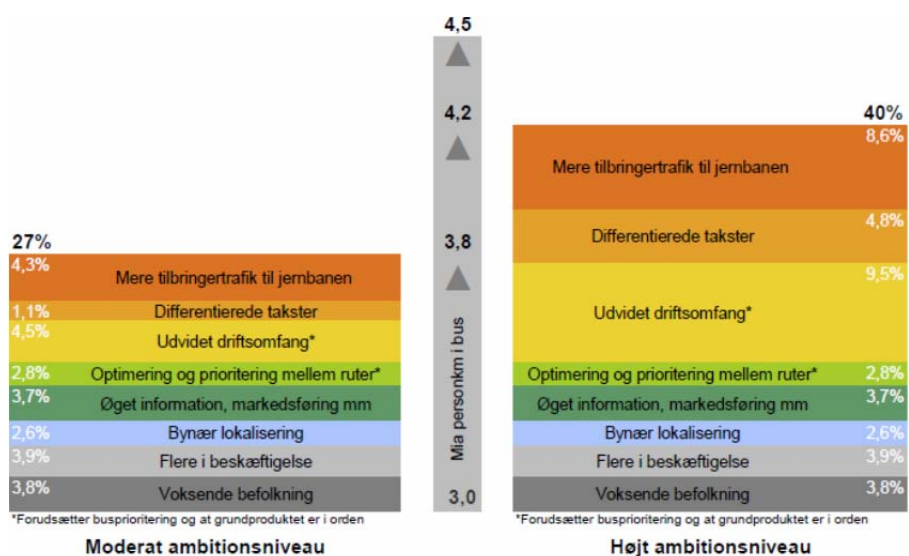 27%
4,3% Mere tilbringertrafik til jernbanen
1,1% Differentierede takster
4,5% Udvidet driftsomfang*
2,8% Optimering og prioritering mellem ruter*
3,7% Øget information, markedsføring mm
2,6% Bynær lokalisering
3,9% Flere i beskæftigelse
3,8% Voksende befolkning
*Forudsætter busprioritering og at grundproduktet er i orden
Moderat ambitionsniveau
4,5
4,2
3,8
Mia personkm i bus
3,0
40%
Mere tilbringertrafik til jernbanen 8,6%
Differentierede takster 4,8%
Udvidet driftsomfang* 9,5%
Optimering og prioritering mellem ruter* 2,8%
Øget information, markedsføring mm 3,7%
Bynær lokalisering 2,6%
Flere i beskæftigelse 3,9%
Voksende befolkning 3,8%
*Forudsætter busprioritering og at grundproduktet er i orden
Højt ambitionsniveau